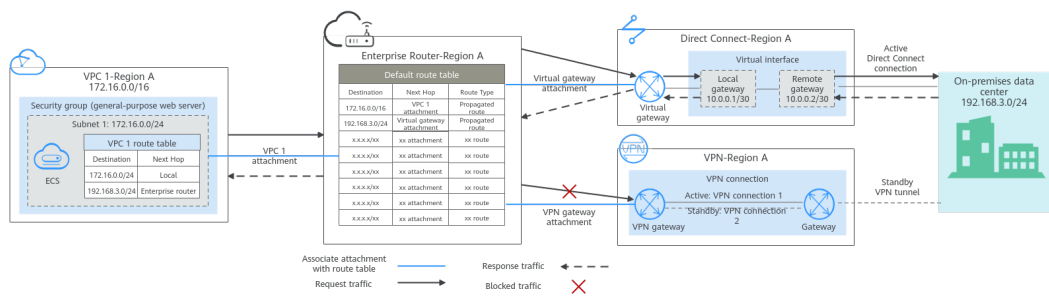 VPC 1-Region A
172.16.0.0/16
Security group (general-purpose web server)
Subnet 1: 172.16.0.0/24
ECS
VPC 1 route table
Destination Next Hop
172.16.0.0/24 Local
192.168.3.0/24 Enterprise router
VPC 1
attachment
Enterprise Router-Region A
Default route table
Destination Next Hop Route Type
172.16.0.0/16 VPC 1 attachment Propagated route
192.168.3.0/24 Virtual gateway attachment Propagated route
x.x.x.x/xx xx attachment xx route
x.x.x.x/xx xx attachment xx route
x.x.x.x/xx xx attachment xx route
x.x.x.x/xx xx attachment xx route
x.x.x.x/xx xx attachment xx route
x.x.x.x/xx xx attachment xx route
Virtual gateway
attachment
VPN gateway
attachment
Direct Connect-Region A
Virtual interface
Virtual
gateway
Local
gateway
10.0.0.1/30
Remote
gateway
10.0.0.2/30
Active
Direct Connect
connection
On-premises data
center
192.168.3.0/24
VPN
VPN-Region A
VPN connection
Active: VPN connection 1
Standby: VPN connection
2
VPN gateway
Gateway
Standby
VPN tunnel
Associate attachment
with route table
Request traffic
Response traffic
Blocked traffic